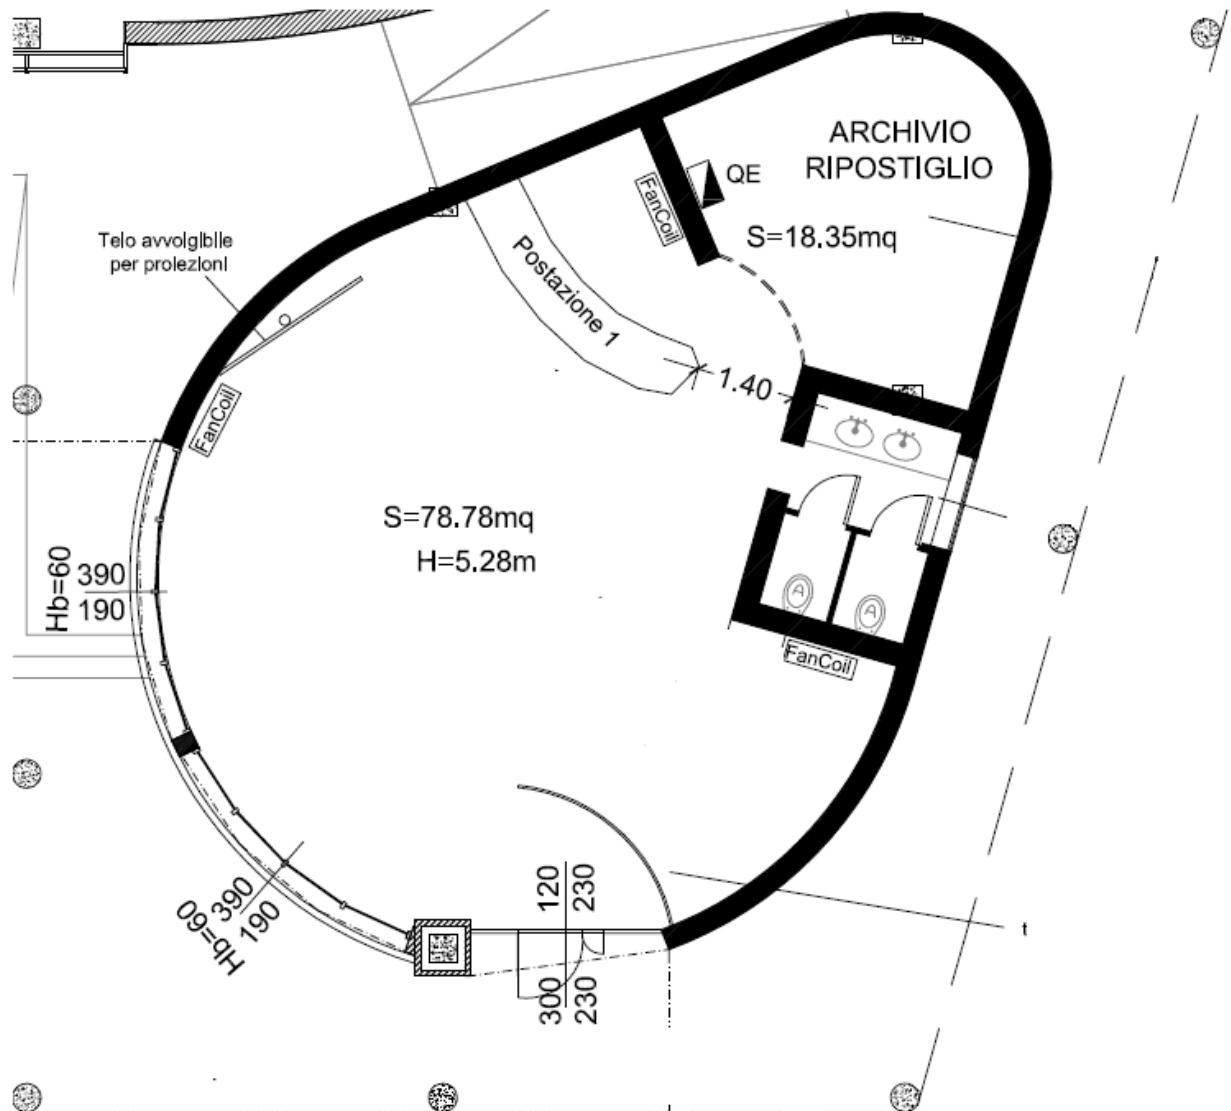 ARCHIVIO
RIPOSTIGLIO
QE
FanCoil
S=18.35mq
Telo avvolgibile
per proiezioni
Postazione 1
1.40
FanCoil
S=78.78mq
H=5.28m
Hb=60
390
190
A
A
FanCoil
120
230
390
190
Hb=60
300
230
t